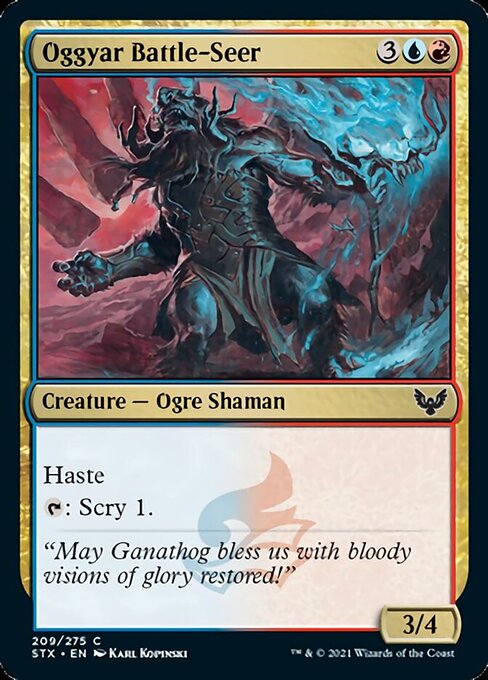 Oggyar Battle-Seer 3
Creature — Ogre Shaman
Haste
: Scry 1.
“May Ganathog bless us with bloody
visions of glory restored!”
3/4
209/275 C
STX • EN Karl Kopinski
™ & © 2021 Wizards of the Coast